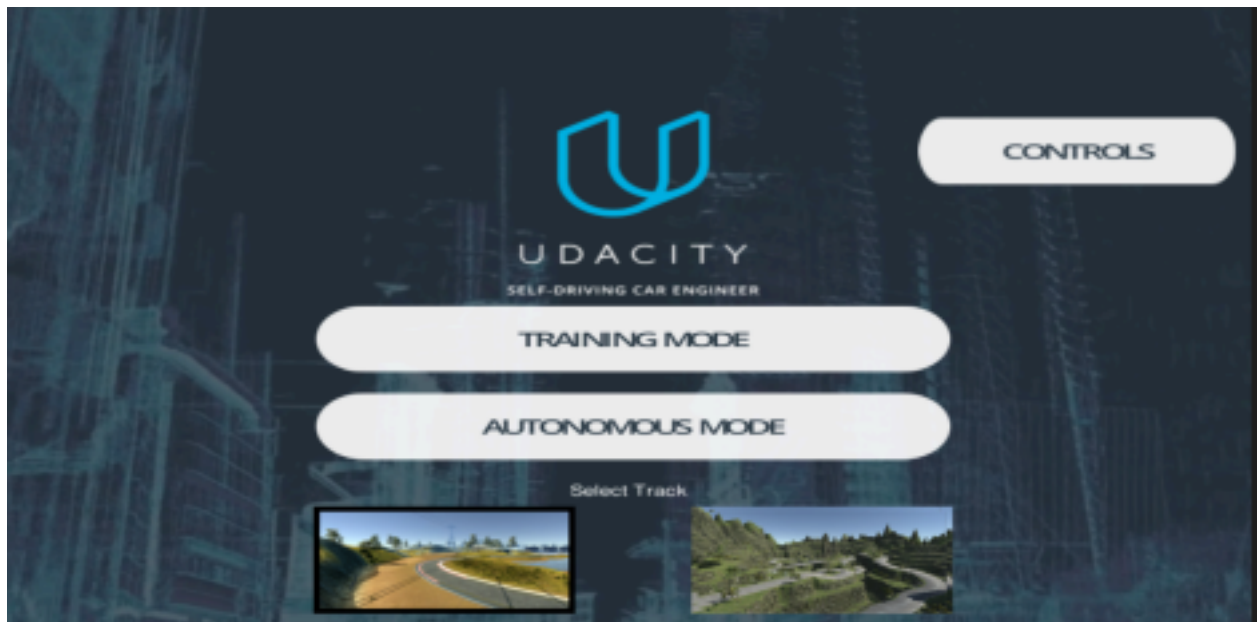 CONTROLS
UDACITY
SELF-DRIVING CAR ENGINEER
TRAINING MODE
AUTONOMOUS MODE
Select Track